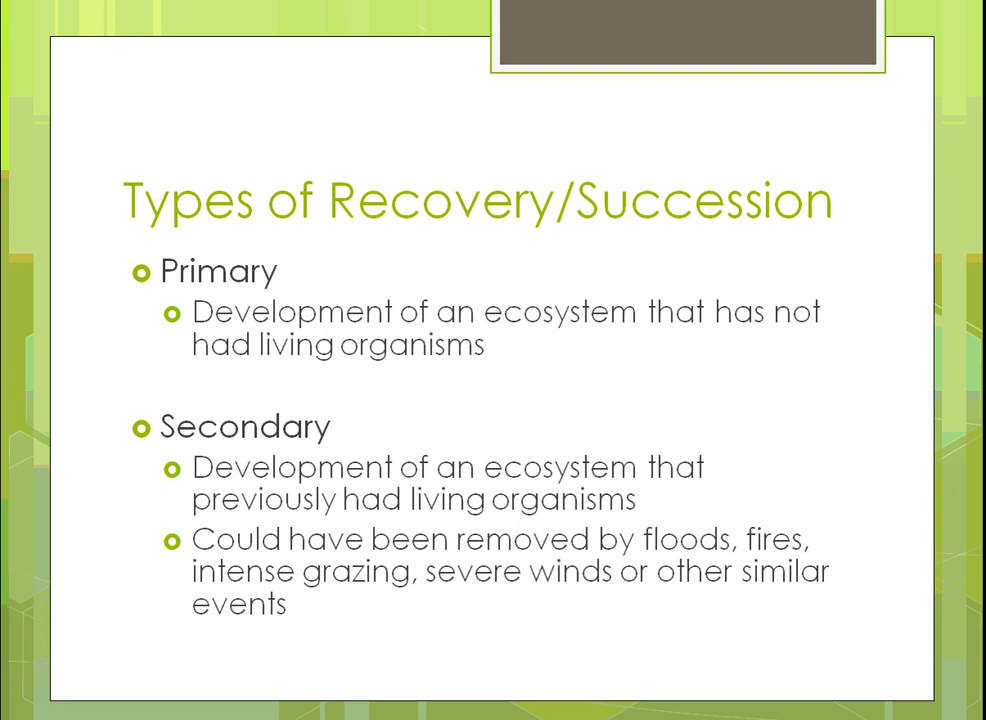 Types of Recovery/Succession
Primary
Development of an ecosystem that has not
had living organisms
Secondary
Development of an ecosystem that
previously had living organisms
Could have been removed by floods, fires,
intense grazing, severe winds or other similar
events